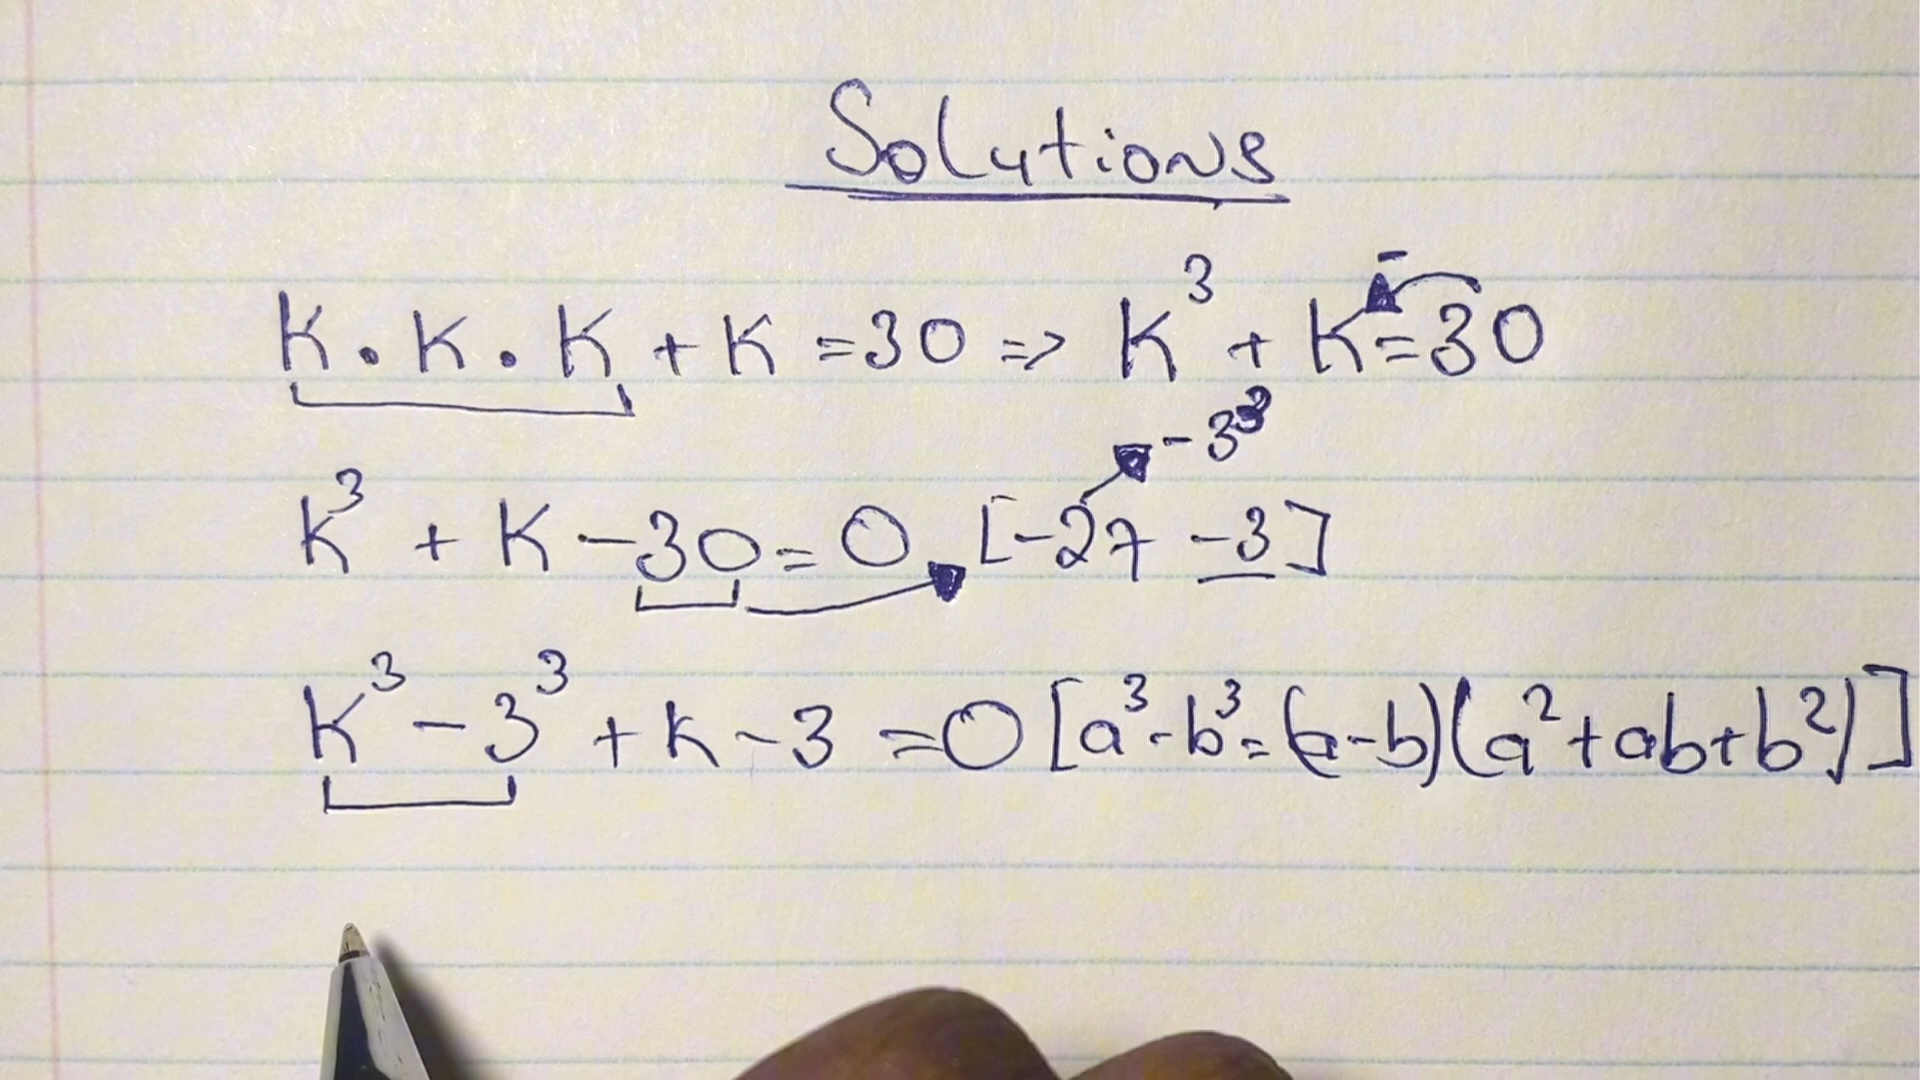 Solutions
K . K . K + K = 30 => K³ + K = 30
-
-3³
K³ + K - 30 = 0 [-27 -3]
K³ - 3³ + K - 3 = 0 [a³ - b³ = (a-b)(a² + ab + b²)]